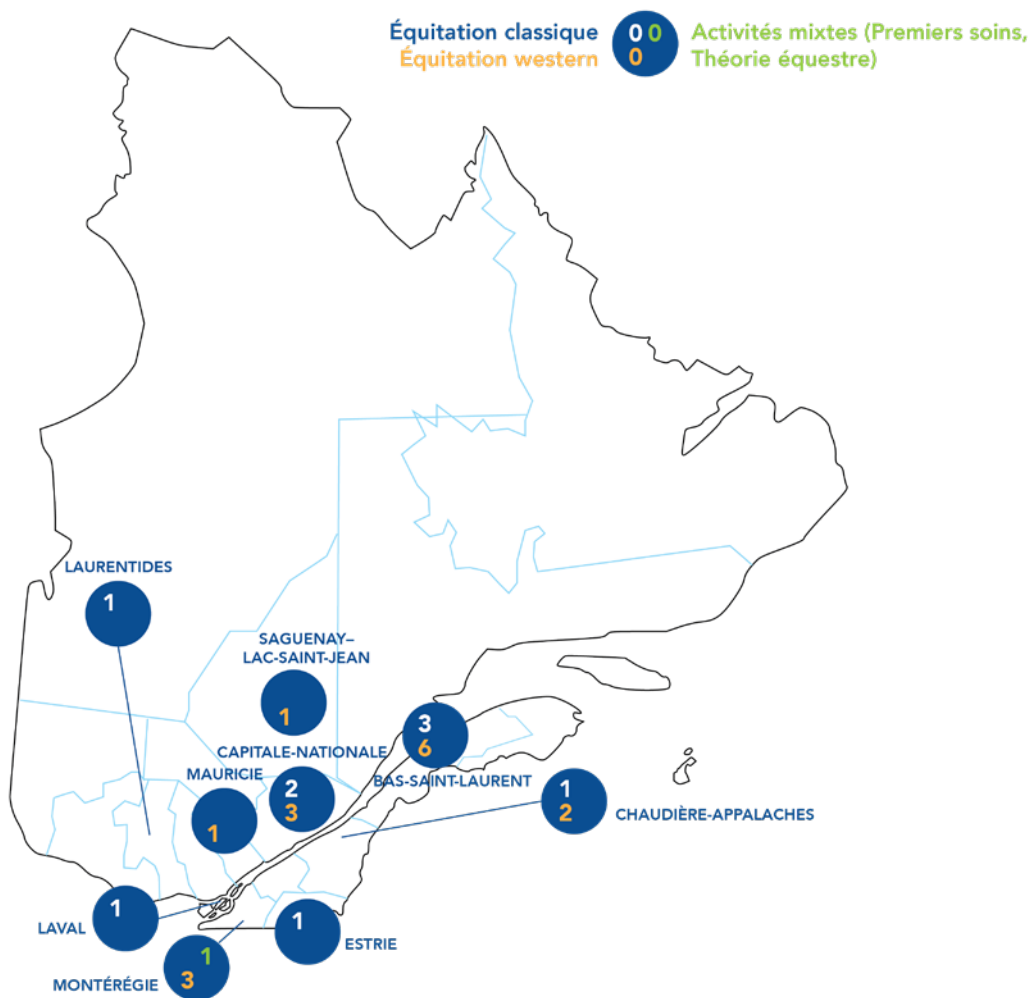 Équitation classique
Équitation western
0 0
0
Activités mixtes (Premiers soins,
Théorie équestre)
LAURENTIDES
1
SAGUENAY–
LAC-SAINT-JEAN
1
3
6
BAS-SAINT-LAURENT
CAPITALE-NATIONALE
2
3
MAURICIE
1
1
2
CHAUDIÈRE-APPALACHES
LAVAL
1
1
ESTRIE
MONTÉRÉGIE
1
3